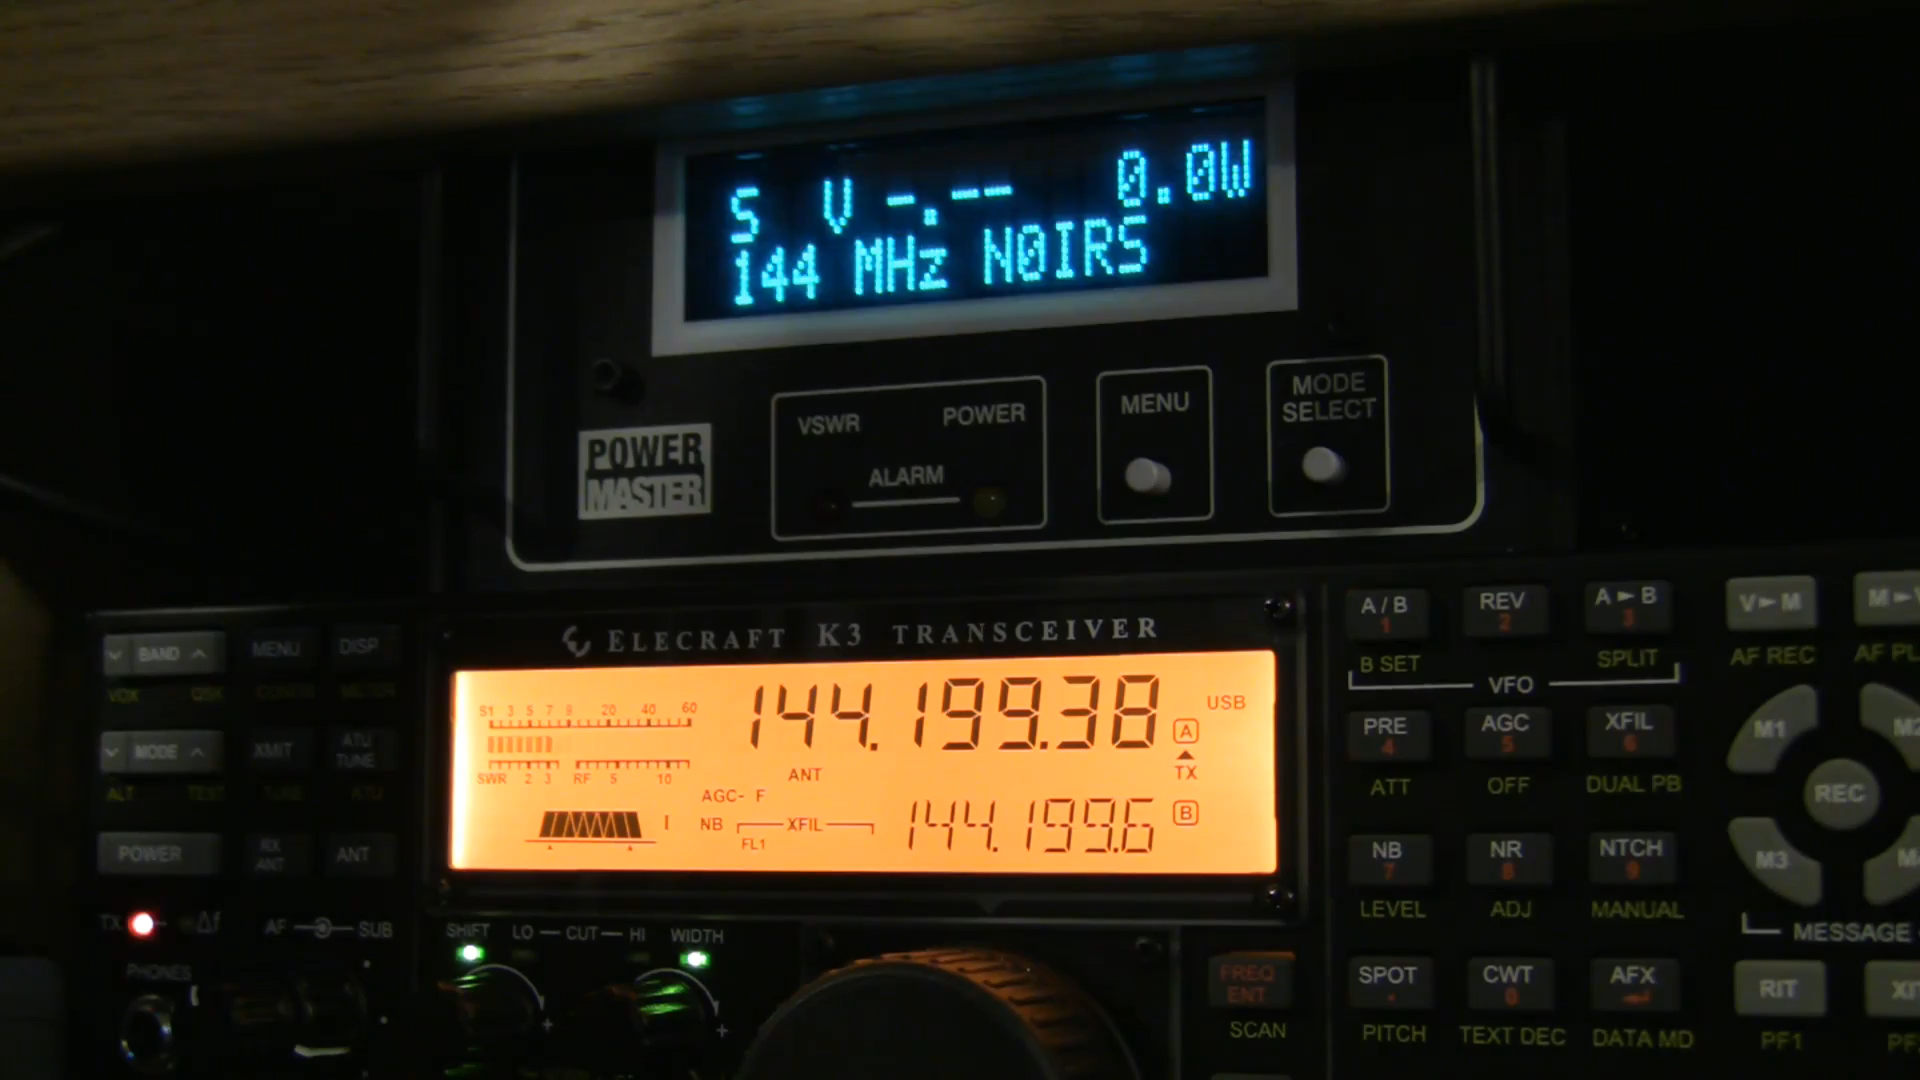 S V -.-- 0.0W
144 MHz N0IRS
VSWR POWER
ALARM
MENU
MODE
SELECT
POWER
MASTER
ELECRAFT K3 TRANSCEIVER
BAND MENU DISP
VOX QSK CONFIG METER
MODE XMIT ATU
TUNE
ALT TEST TUNE ATU
POWER RX
ANT ANT
TX Δf AF SUB
PHONES
S1 3 5 7 9 20 40 60
SWR 2 3 RF 5 10
144.199.38 USB
A
TX
ANT
AGC- F
NB XFIL
FL1
I
144.199.6 B
SHIFT LO CUT HI WIDTH
+ +
FREQ
ENT
SCAN
A / B REV A►B
1 2 3
B SET SPLIT
VFO
PRE AGC XFIL
4 5 6
ATT OFF DUAL PB
NB NR NTCH
7 8 9
LEVEL ADJ MANUAL
SPOT CWT AFX
. 0
PITCH TEXT DEC DATA MD
V►M M►
AF REC AF
M1
REC
M3
MESSAGE
RIT
PF1